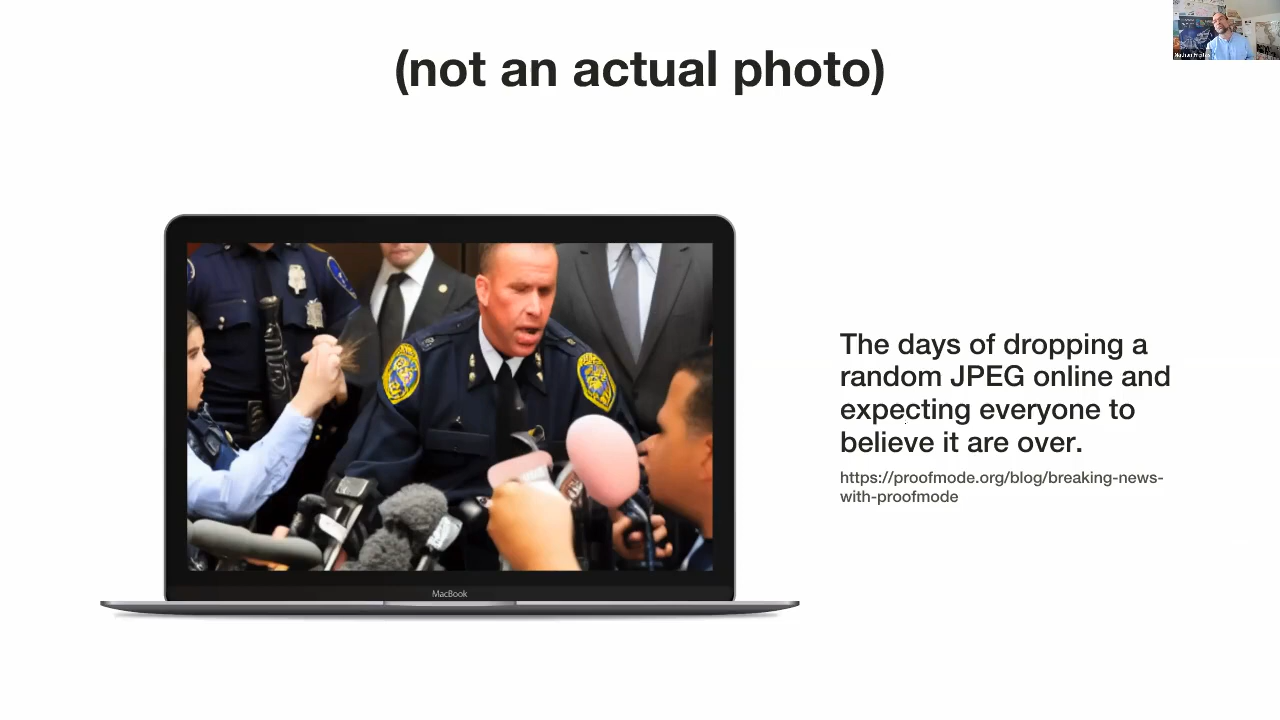 (not an actual photo)
The days of dropping a
random JPEG online and
expecting everyone to
believe it are over.
https://proofmode.org/blog/breaking-news-
with-proofmode
MacBook